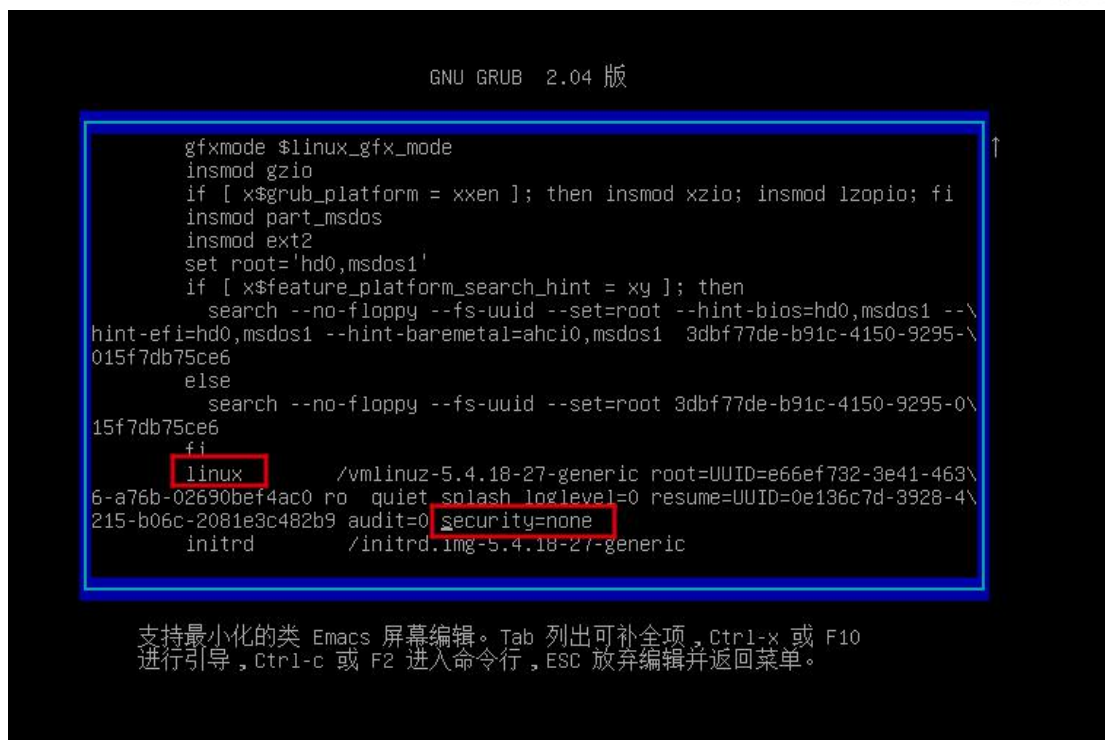 GNU GRUB 2.04 版
gfxmode $linux_gfx_mode
insmod gzio
if [ x$grub_platform = xxen ]; then insmod xzio; insmod lzopio; fi
insmod part_msdos
insmod ext2
set root='hd0,msdos1'
if [ x$feature_platform_search_hint = xy ]; then
search --no-floppy --fs-uuid --set=root --hint-bios=hd0,msdos1 --\
hint-efi=hd0,msdos1 --hint-baremetal=ahci0,msdos1 3dbf77de-b91c-4150-9295-\
015f7db75ce6
else
search --no-floppy --fs-uuid --set=root 3dbf77de-b91c-4150-9295-0\
15f7db75ce6
fi
linux /vmlinuz-5.4.18-27-generic root=UUID=e66ef732-3e41-463\
6-a76b-02690bef4ac0 ro quiet splash loglevel=0 resume=UUID=0e136c7d-3928-4\
215-b06c-2081e3c482b9 audit=0 security=none
initrd /initrd.img-5.4.18-27-generic
↑
支持最小化的类 Emacs 屏幕编辑。Tab 列出可补全项，Ctrl-x 或 F10
进行引导，Ctrl-c 或 F2 进入命令行，ESC 放弃编辑并返回菜单。